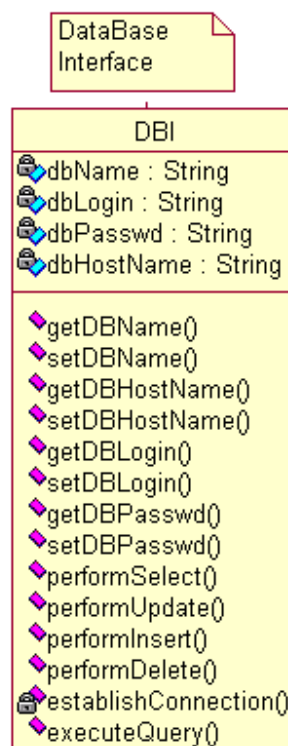 DataBase
Interface
DBI
dbName : String
dbLogin : String
dbPasswd : String
dbHostName : String
getDBName()
setDBName()
getDBHostName()
setDBHostName()
getDBLogin()
setDBLogin()
getDBPasswd()
setDBPasswd()
performSelect()
performUpdate()
performInsert()
performDelete()
establishConnection()
executeQuery()